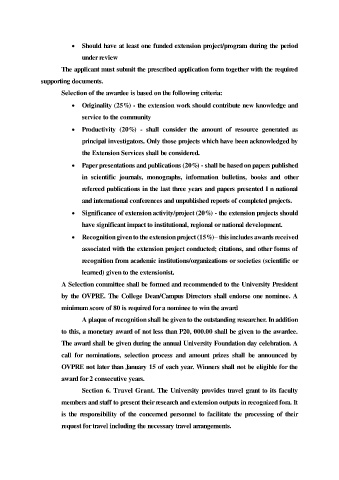 • Should have at least one funded extension project/program during the period
under review
The applicant must submit the prescribed application form together with the required
supporting documents.
Selection of the awardee is based on the following criteria:
• Originality (25%) - the extension work should contribute new knowledge and
service to the community
• Productivity (20%) - shall consider the amount of resource generated as
principal investigators. Only those projects which have been acknowledged by
the Extension Services shall be considered.
• Paper presentations and publications (20%) - shall be based on papers published
in scientific journals, monographs, information bulletins, books and other
refereed publications in the last three years and papers presented I n national
and international conferences and unpublished reports of completed projects.
• Significance of extension activity/project (20%) - the extension projects should
have significant impact to institutional, regional or national development.
• Recognition given to the extension project (15%) - this includes awards received
associated with the extension project conducted; citations, and other forms of
recognition from academic institutions/organizations or societies (scientific or
learned) given to the extensionist.
A Selection committee shall be formed and recommended to the University President
by the OVPRE. The College Dean/Campus Directors shall endorse one nominee. A
minimum score of 80 is required for a nominee to win the award
A plaque of recognition shall be given to the outstanding researcher. In addition
to this, a monetary award of not less than P20, 000.00 shall be given to the awardee.
The award shall be given during the annual University Foundation day celebration. A
call for nominations, selection process and amount prizes shall be announced by
OVPRE not later than January 15 of each year. Winners shall not be eligible for the
award for 2 consecutive years.
Section 6. Travel Grant. The University provides travel grant to its faculty
members and staff to present their research and extension outputs in recognized fora. It
is the responsibility of the concerned personnel to facilitate the processing of their
request for travel including the necessary travel arrangements.